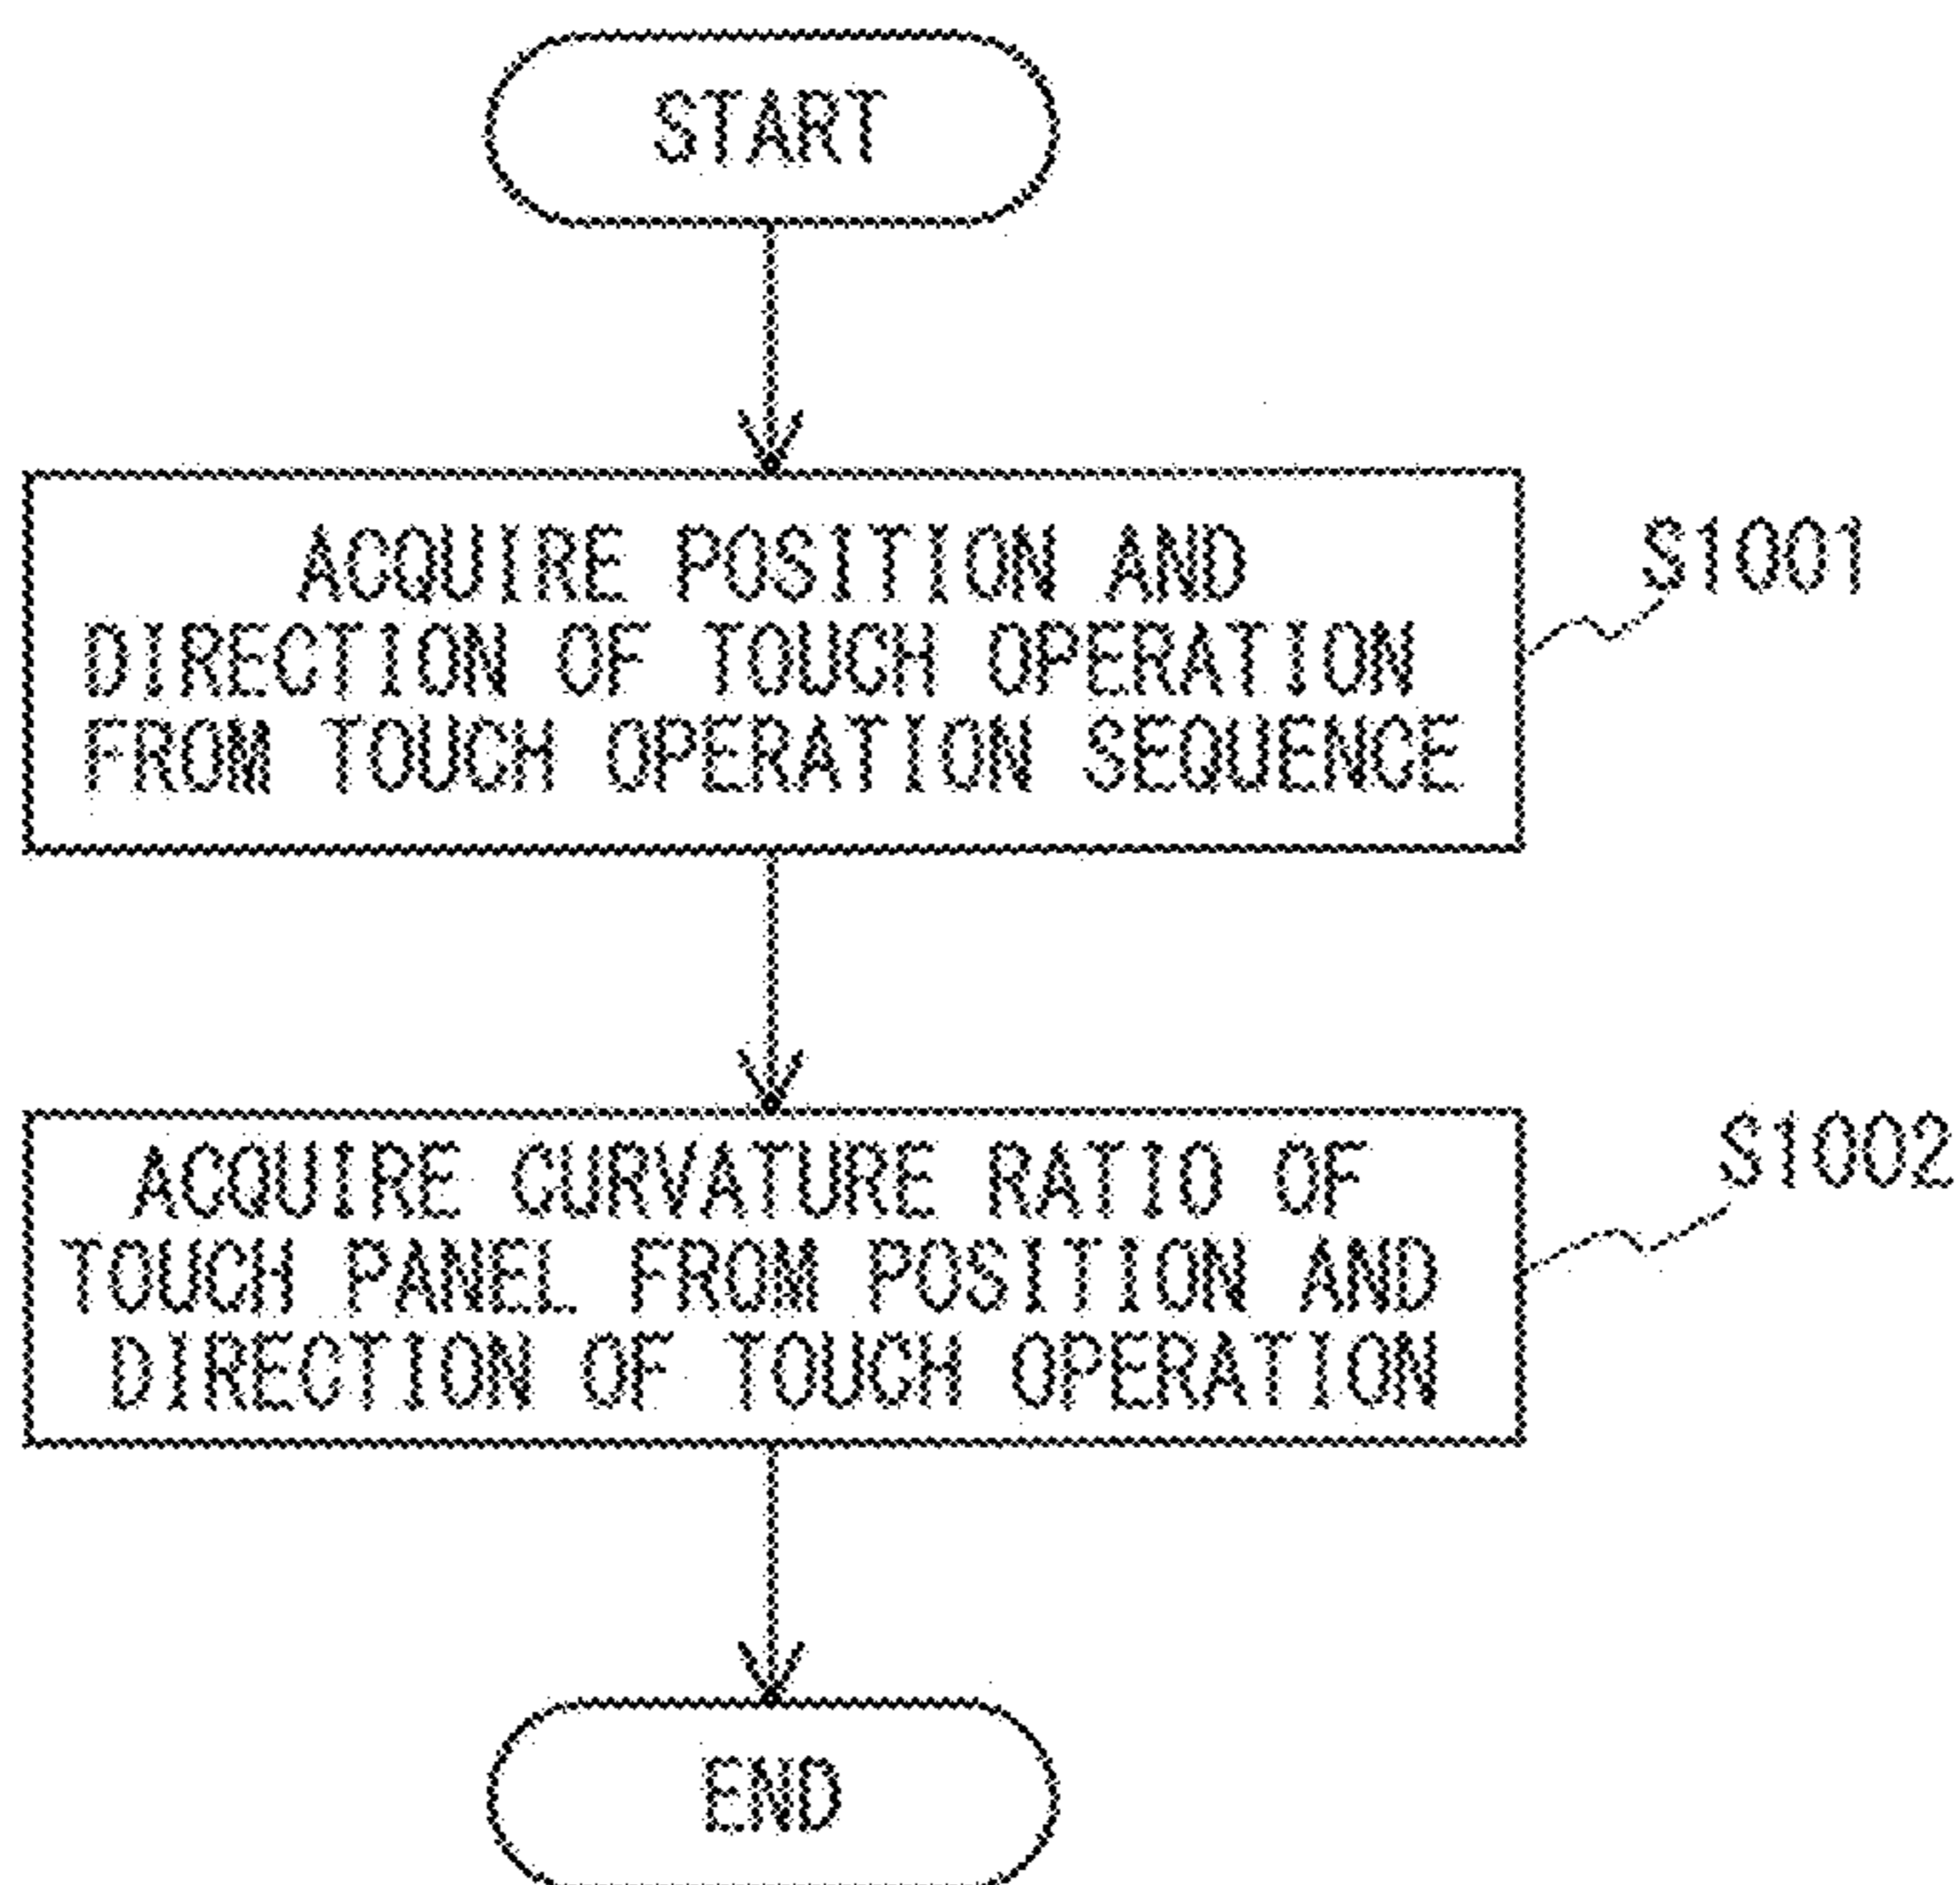 START
ACQUIRE POSITION AND
DIRECTION OF TOUCH OPERATION
FROM TOUCH OPERATION SEQUENCE
S1001
ACQUIRE CURVATURE RATIO OF
TOUCH PANEL FROM POSITION AND
DIRECTION OF TOUCH OPERATION
S1002
END